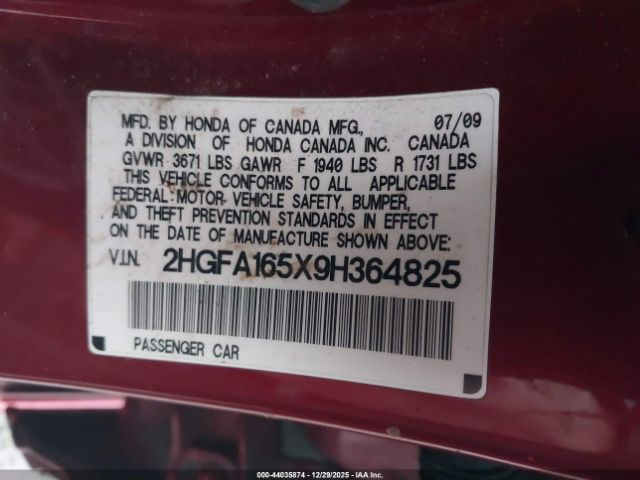 MFD. BY HONDA OF CANADA MFG., 07/09
A DIVISION OF HONDA CANADA INC. CANADA
GVWR 3671 LBS GAWR F 1940 LBS R 1731 LBS
THIS VEHICLE CONFORMS TO ALL APPLICABLE
FEDERAL MOTOR VEHICLE SAFETY, BUMPER,
AND THEFT PREVENTION STANDARDS IN EFFECT
ON THE DATE OF MANUFACTURE SHOWN ABOVE:
V.I.N. 2HGFA165X9H364825
PASSENGER CAR
000-44035874 - 12/29/2025 - IAA.COM